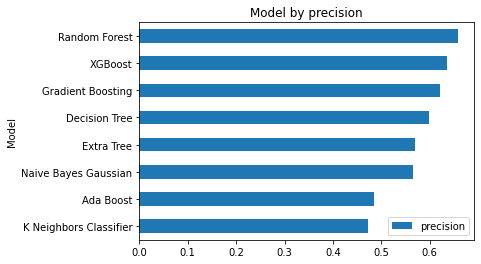 Model by precision
Model
Random Forest
XGBoost
Gradient Boosting
Decision Tree
Extra Tree
Naive Bayes Gaussian
Ada Boost
K Neighbors Classifier
precision
0.0 0.1 0.2 0.3 0.4 0.5 0.6